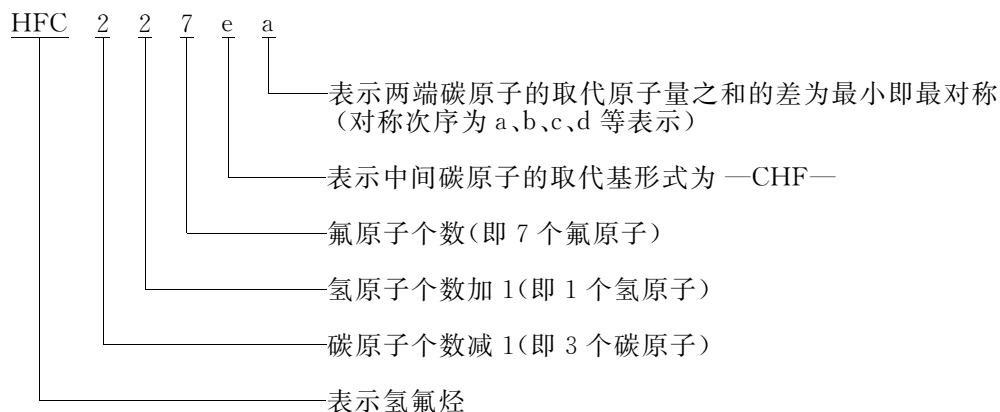 HFC 2 2 7 e a
表示两端碳原子的取代原子量之和的差为最小即最对称
(对称次序为 a、b、c、d 等表示)
表示中间碳原子的取代基形式为 —CHF—
氟原子个数(即 7 个氟原子)
氢原子个数加 1(即 1 个氢原子)
碳原子个数减 1(即 3 个碳原子)
表示氢氟烃